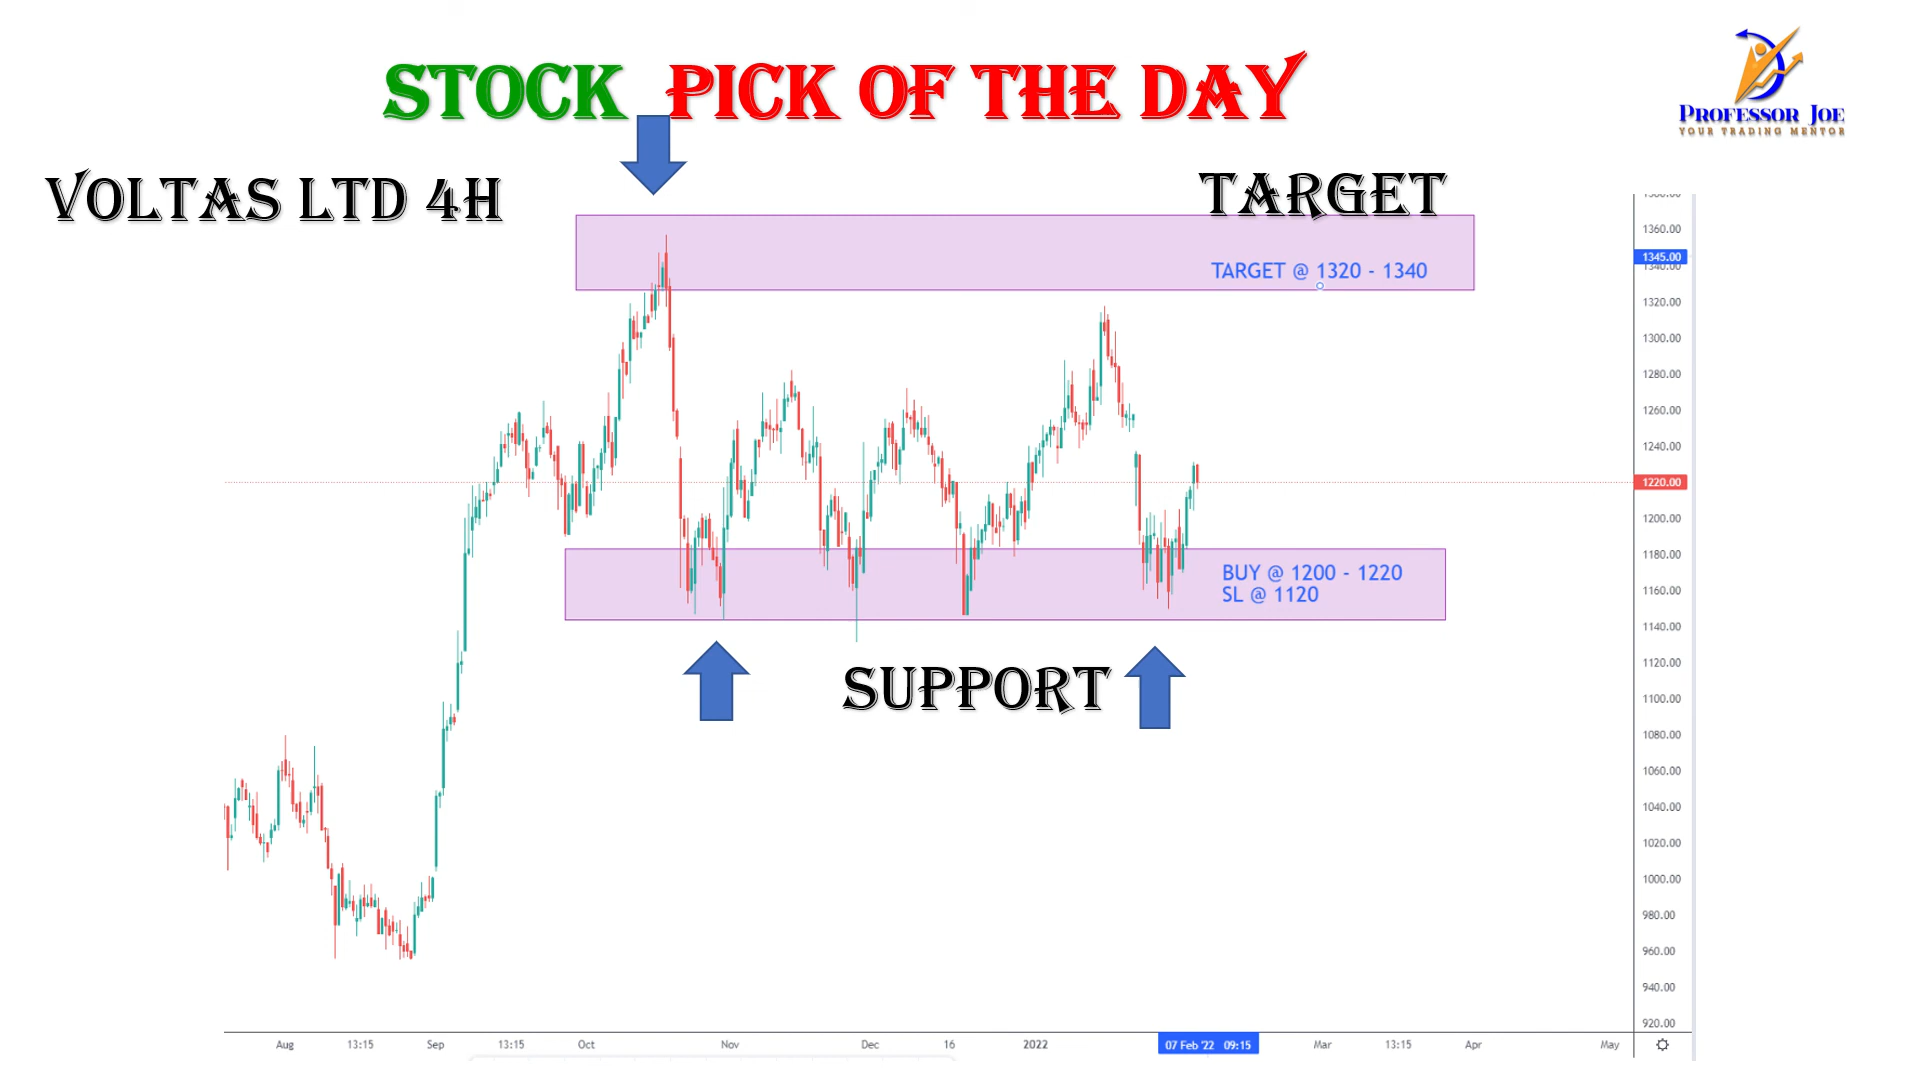 STOCK PICK OF THE DAY
PROFESSOR JOE
YOUR TRADING MENTOR
VOLTAS LTD 4H
TARGET
TARGET @ 1320 - 1340
BUY @ 1200 - 1220
SL @ 1120
SUPPORT
1360.00
1345.00
1340.00
1320.00
1300.00
1280.00
1260.00
1240.00
1220.00
1200.00
1180.00
1160.00
1140.00
1120.00
1100.00
1080.00
1060.00
1040.00
1020.00
1000.00
980.00
960.00
940.00
920.00
Aug 13:15 Sep 13:15 Oct Nov Dec 16 2022 07 Feb '22 09:15 Mar 13:15 Apr May